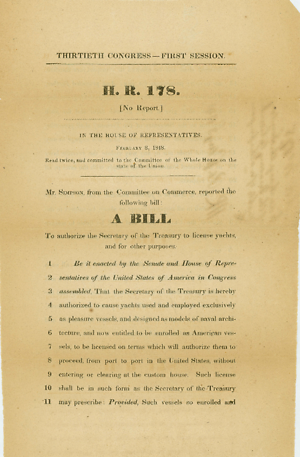 THIRTIETH CONGRESS—FIRST SESSION.
H. R. 178.
[No Report]
IN THE HOUSE OF REPRESENTATIVES.
FEBRUARY 9, 1848.
Read twice, and committed to the Committee of the Whole House on the
state of the Union.
Mr. SIMPSON, from the Committee on Commerce, reported the
following bill
A BILL
To authorize the Secretary of the Treasury to license yachts,
and for other purposes.
1 Be it enacted by the Senate and House of Repre-
2 sentatives of the United States of America in Congress
3 assembled, That the Secretary of the Treasury is hereby
4 authorized to cause yachts used and employed exclusively
5 as pleasure vessels, and designed as models of naval archi-
6 tecture, and now entitled to be enrolled as American ves-
7 sels, to be licensed on terms which will authorize them to
8 proceed from port to port in the United States without
9 entering or clearing at the custom house. Such license
10 shall be in such form as the Secretary of the Treasury
11 may prescribe: Provided, Such vessels so enrolled and